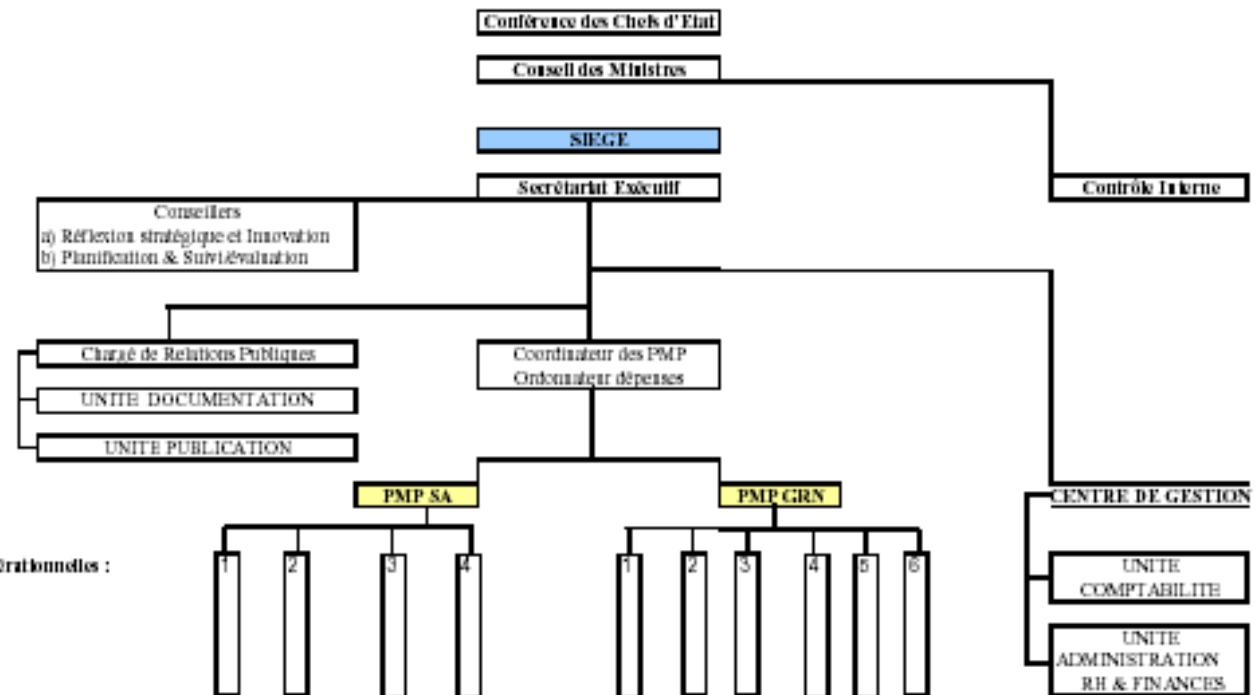 Conférence des Chefs d'Etat
Conseil des Ministres
SIEGE
Secrétariat Exécutif
Contrôle Interne
Conseillers
a) Réflexion stratégique et Innovation
b) Planification & Suivi/évaluation
Chargé de Relations Publiques
UNITE DOCUMENTATION
UNITE PUBLICATION
Coordinateur des PMP
Ordonnateur dépenses
PMP SA
PMP GRN
CENTRE DE GESTION
érationnelles :
1 2 3 4
1 2 3 4 5 6
UNITE
COMPTABILITE
UNITE
ADMINISTRATION
RH & FINANCES